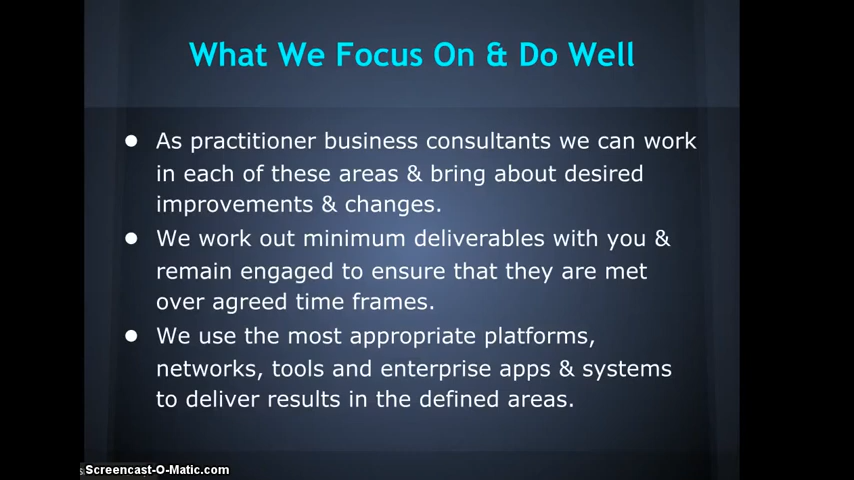 What We Focus On & Do Well
● As practitioner business consultants we can work
in each of these areas & bring about desired
improvements & changes.
● We work out minimum deliverables with you &
remain engaged to ensure that they are met
over agreed time frames.
● We use the most appropriate platforms,
networks, tools and enterprise apps & systems
to deliver results in the defined areas.
Screencast-O-Matic.com